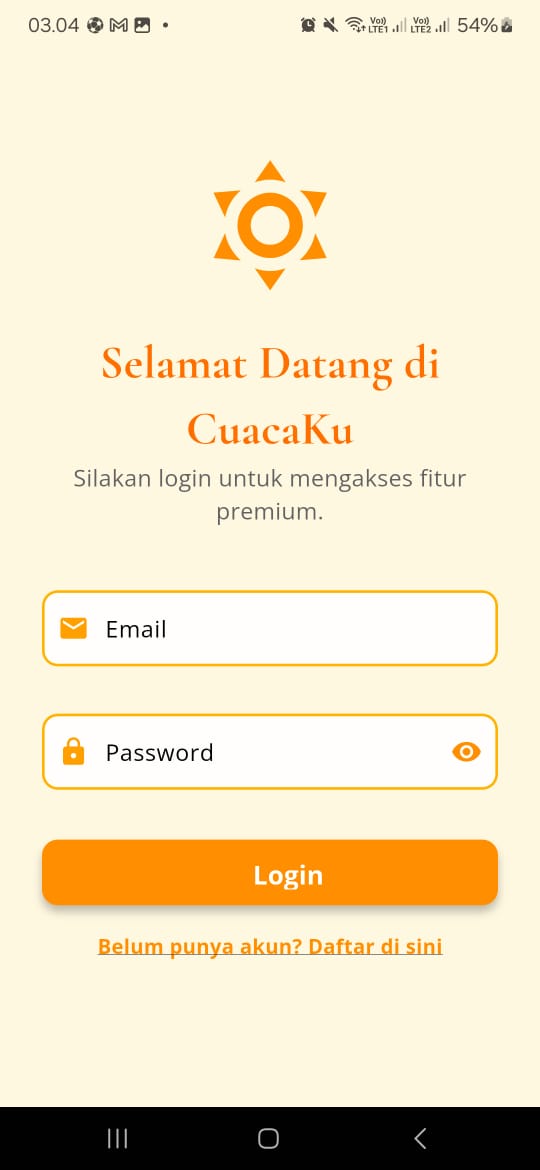 03.04 54%
Vo) LTE1 Vo) LTE2
Selamat Datang di
CuacaKu
Silakan login untuk mengakses fitur
premium.
Email
Password
Login
Belum punya akun? Daftar di sini